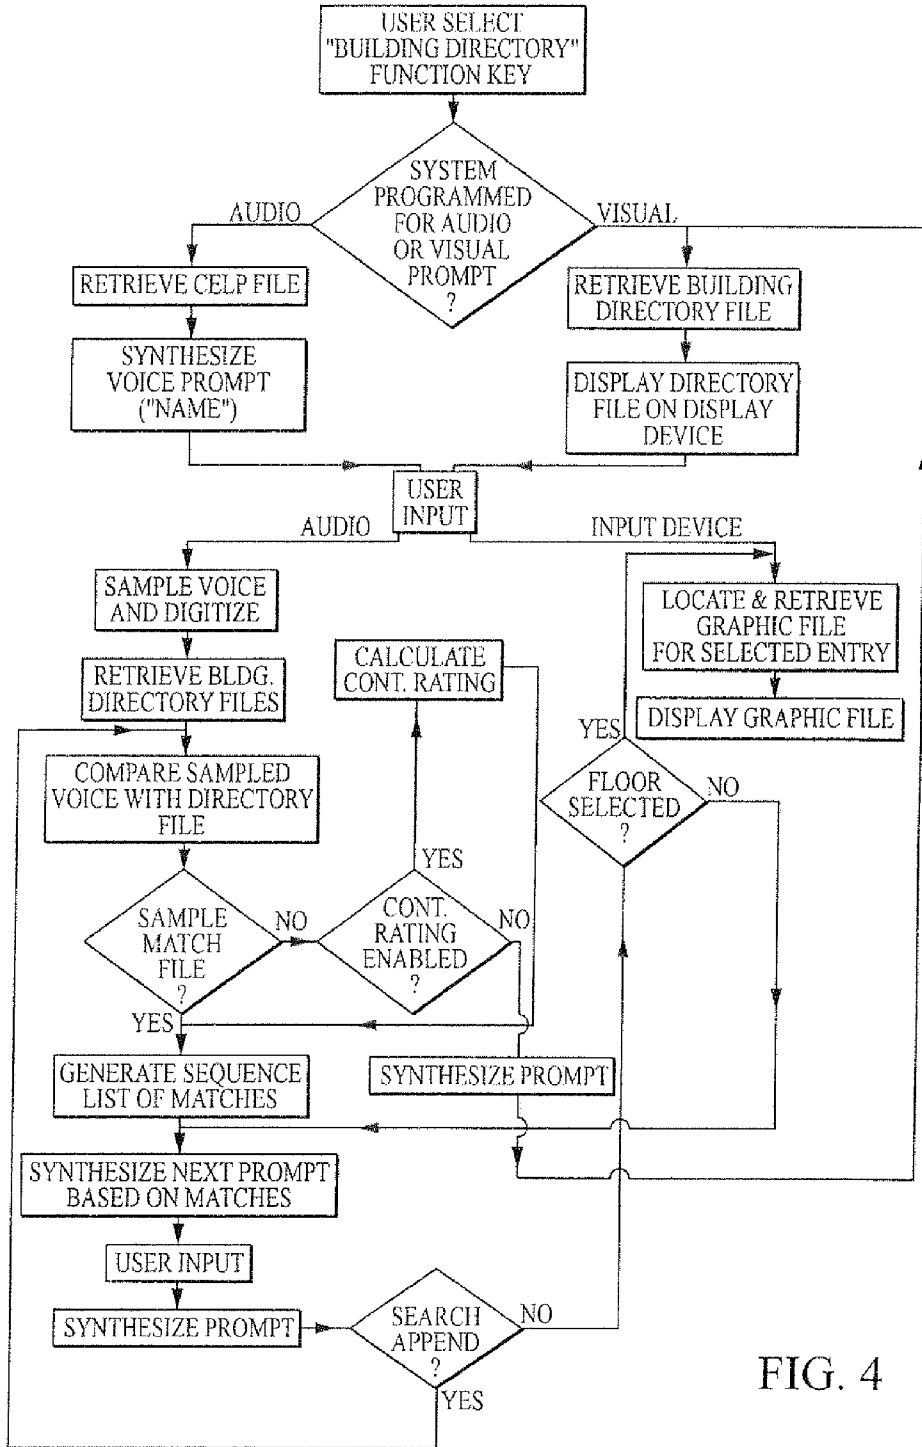 USER SELECT
"BUILDING DIRECTORY"
FUNCTION KEY
SYSTEM
PROGRAMMED
FOR AUDIO
OR VISUAL
PROMPT
?
AUDIO
VISUAL
RETRIEVE CELP FILE
RETRIEVE BUILDING
DIRECTORY FILE
SYNTHESIZE
VOICE PROMPT
("NAME")
DISPLAY DIRECTORY
FILE ON DISPLAY
DEVICE
USER
INPUT
AUDIO
INPUT DEVICE
SAMPLE VOICE
AND DIGITIZE
LOCATE & RETRIEVE
GRAPHIC FILE
FOR SELECTED ENTRY
RETRIEVE BLDG.
DIRECTORY FILES
CALCULATE
CONT. RATING
DISPLAY GRAPHIC FILE
COMPARE SAMPLED
VOICE WITH DIRECTORY
FILE
YES
FLOOR
SELECTED
?
NO
SAMPLE
MATCH
FILE
?
NO
YES
CONT.
RATING
ENABLED
?
YES
NO
GENERATE SEQUENCE
LIST OF MATCHES
SYNTHESIZE PROMPT
SYNTHESIZE NEXT PROMPT
BASED ON MATCHES
USER INPUT
SYNTHESIZE PROMPT
SEARCH
APPEND
?
NO
YES
FIG. 4